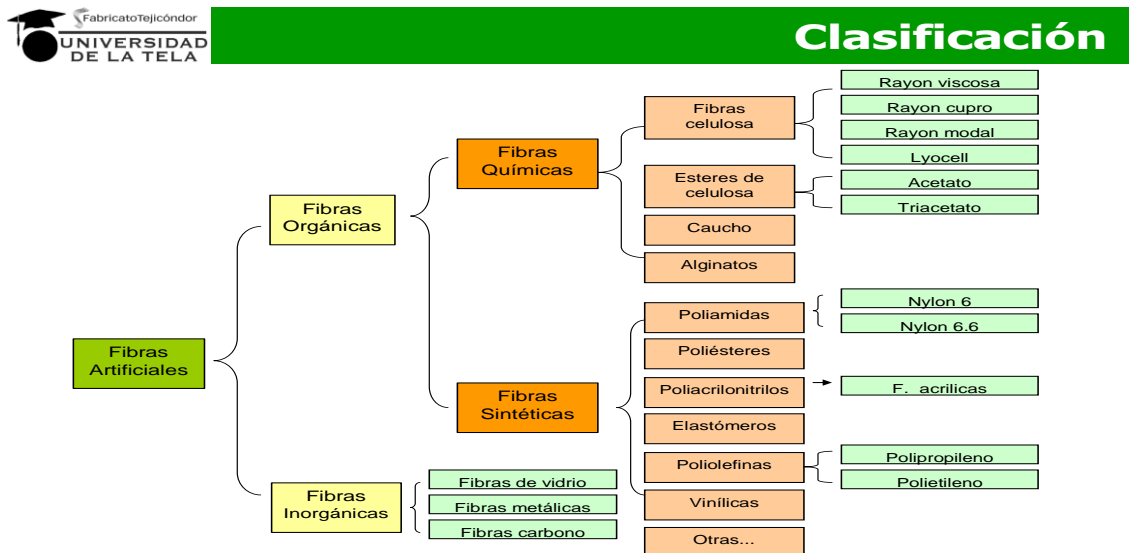 FabricatoTejicóndor
UNIVERSIDAD
DE LA TELA
Clasificación
Fibras
Artificiales
Fibras
Orgánicas
Fibras
Químicas
Fibras
celulosa
Rayon viscosa
Rayon cupro
Rayon modal
Lyocell
Esteres de
celulosa
Acetato
Triacetato
Caucho
Alginatos
Fibras
Sintéticas
Poliamidas
Nylon 6
Nylon 6.6
Poliésteres
Poliacrilonitrilos
F. acrilicas
Elastómeros
Poliolefinas
Polipropileno
Polietileno
Vinílicas
Otras...
Fibras
Inorgánicas
Fibras de vidrio
Fibras metálicas
Fibras carbono